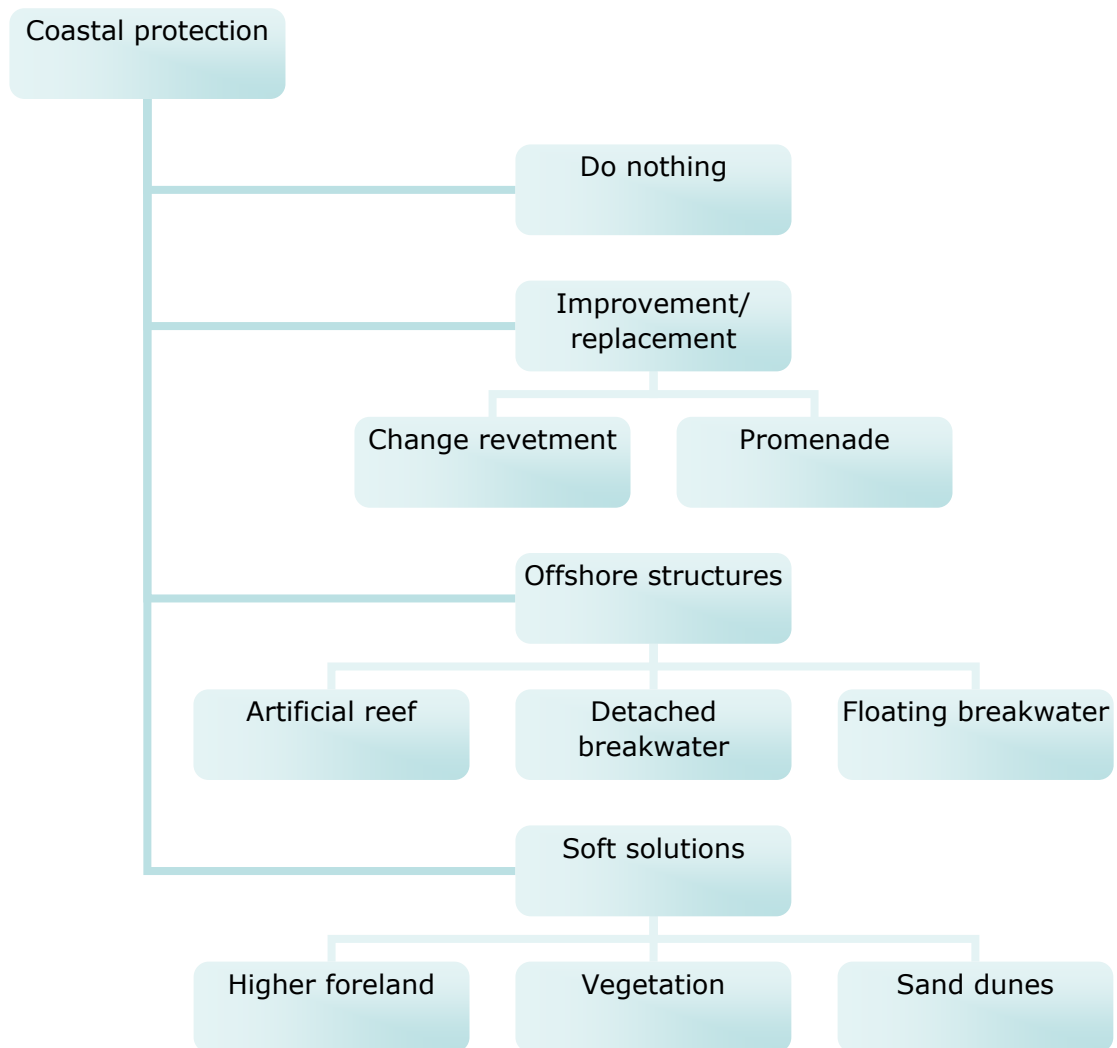 Coastal protection
Do nothing
Improvement/
replacement
Change revetment
Promenade
Offshore structures
Artificial reef
Detached
breakwater
Floating breakwater
Soft solutions
Higher foreland
Vegetation
Sand dunes